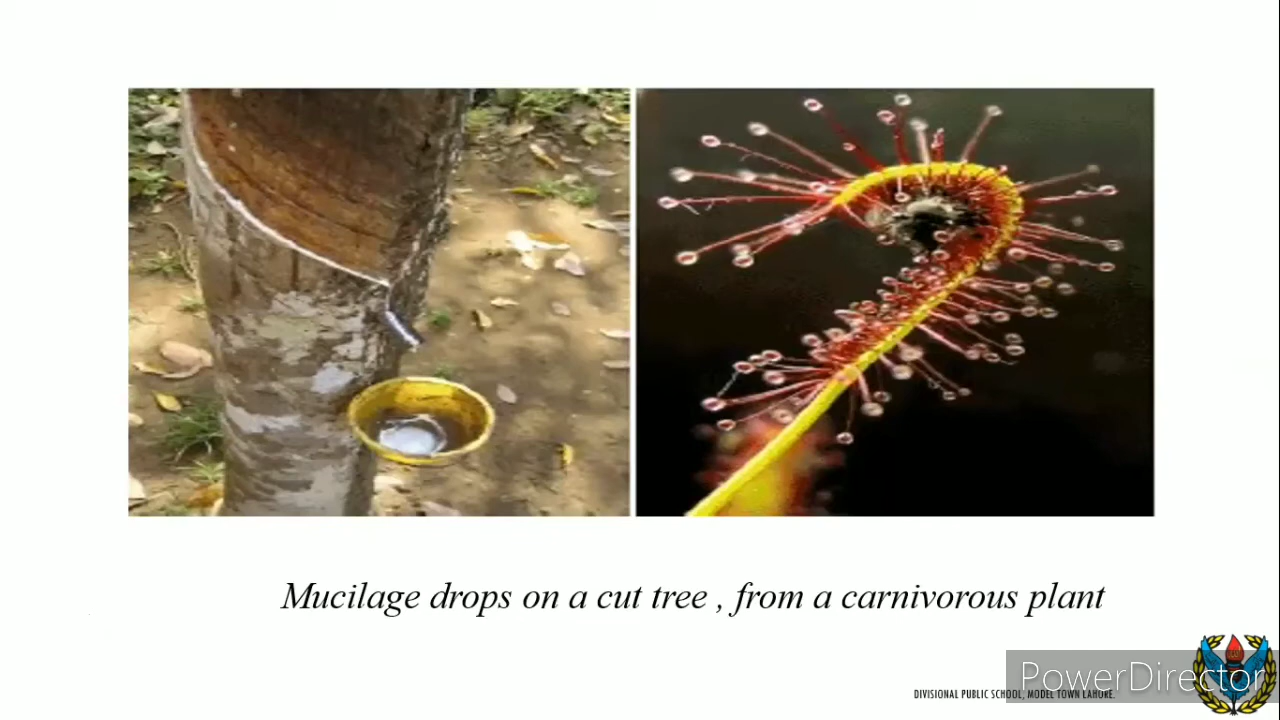 Mucilage drops on a cut tree , from a carnivorous plant
PowerDirector
DIVISIONAL PUBLIC SCHOOL, MODEL TOWN LAHORE.